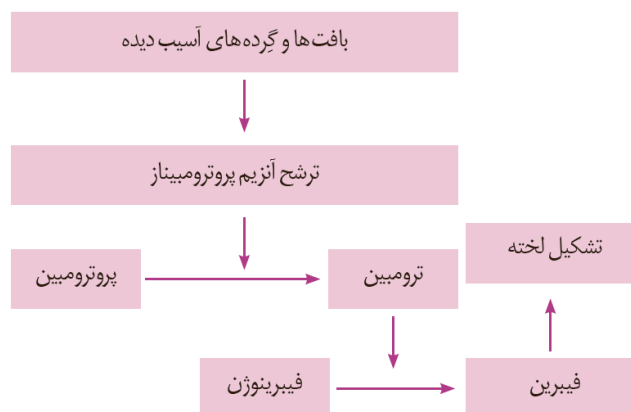 بافت‌ها و گِرده‌های آسیب دیده
ترشح آنزیم پروترومبیناز
تشکیل لخته
پروترومبین
ترومبین
فیبرینوژن
فیبرین